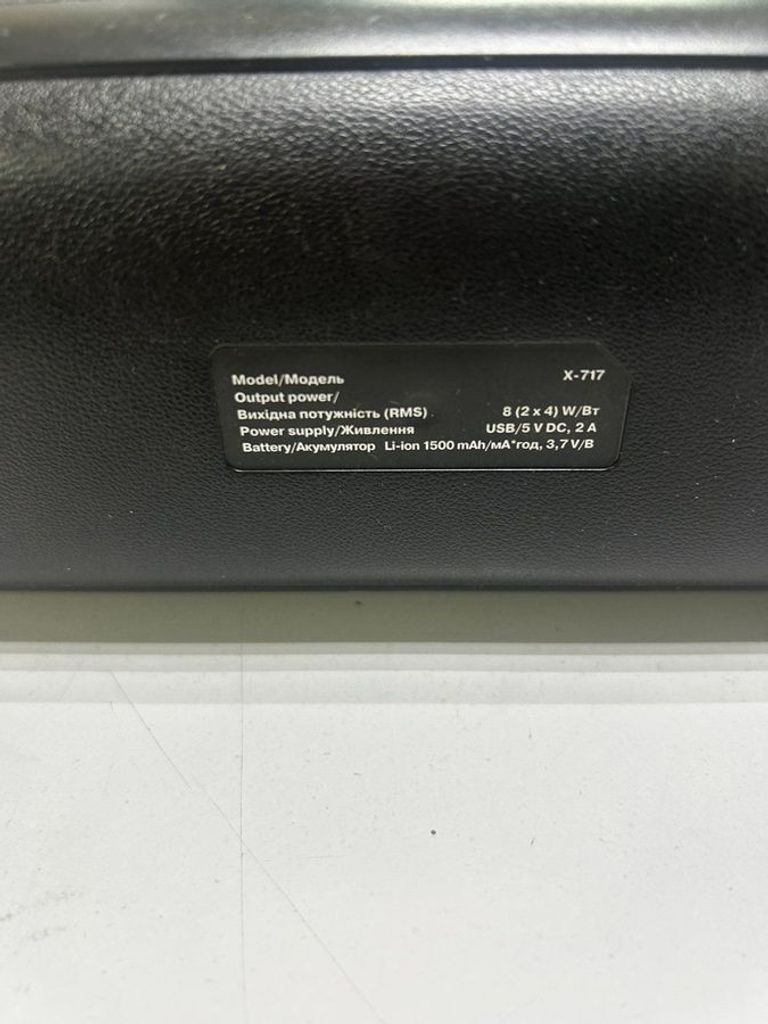 Model/Модель X-717
Output power/
Вихідна потужність (RMS) 8 (2 x 4) W/Вт
Power supply/Живлення USB/5 V DC, 2 A
Battery/Акумулятор Li-ion 1500 mAh/мА*год, 3,7 V/В